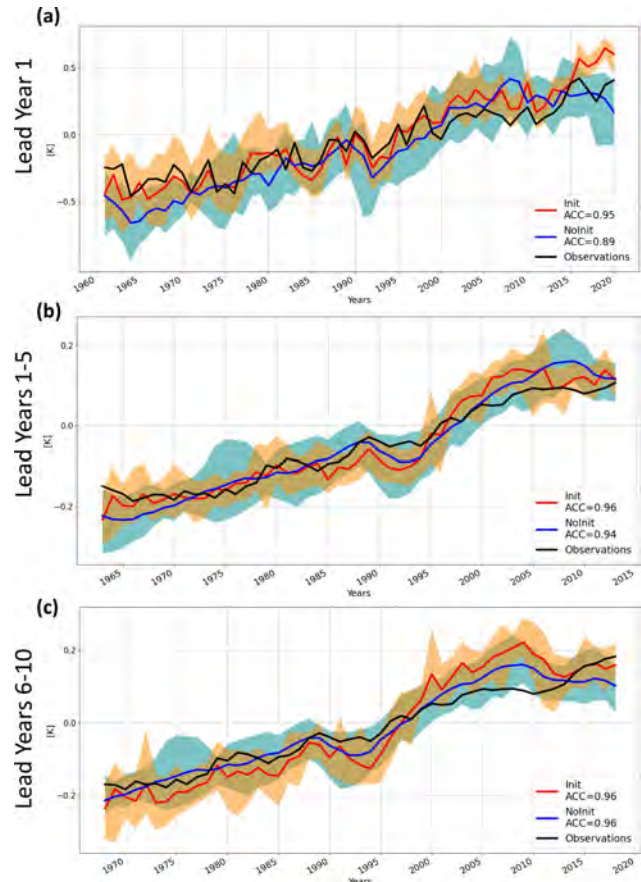 (a)
Lead Year 1
[K]
0.5
0.0
−0.5
Init
ACC=0.95
NoInit
ACC=0.89
Observations
1960 1965 1970 1975 1980 1985 1990 1995 2000 2005 2010 2015 2020
Years
(b)
Lead Years 1-5
[K]
0.2
0.0
−0.2
Init
ACC=0.96
NoInit
ACC=0.94
Observations
1965 1970 1975 1980 1985 1990 1995 2000 2005 2010 2015
Years
(c)
Lead Years 6-10
[K]
0.2
0.0
−0.2
Init
ACC=0.96
NoInit
ACC=0.96
Observations
1970 1975 1980 1985 1990 1995 2000 2005 2010 2015 2020
Years